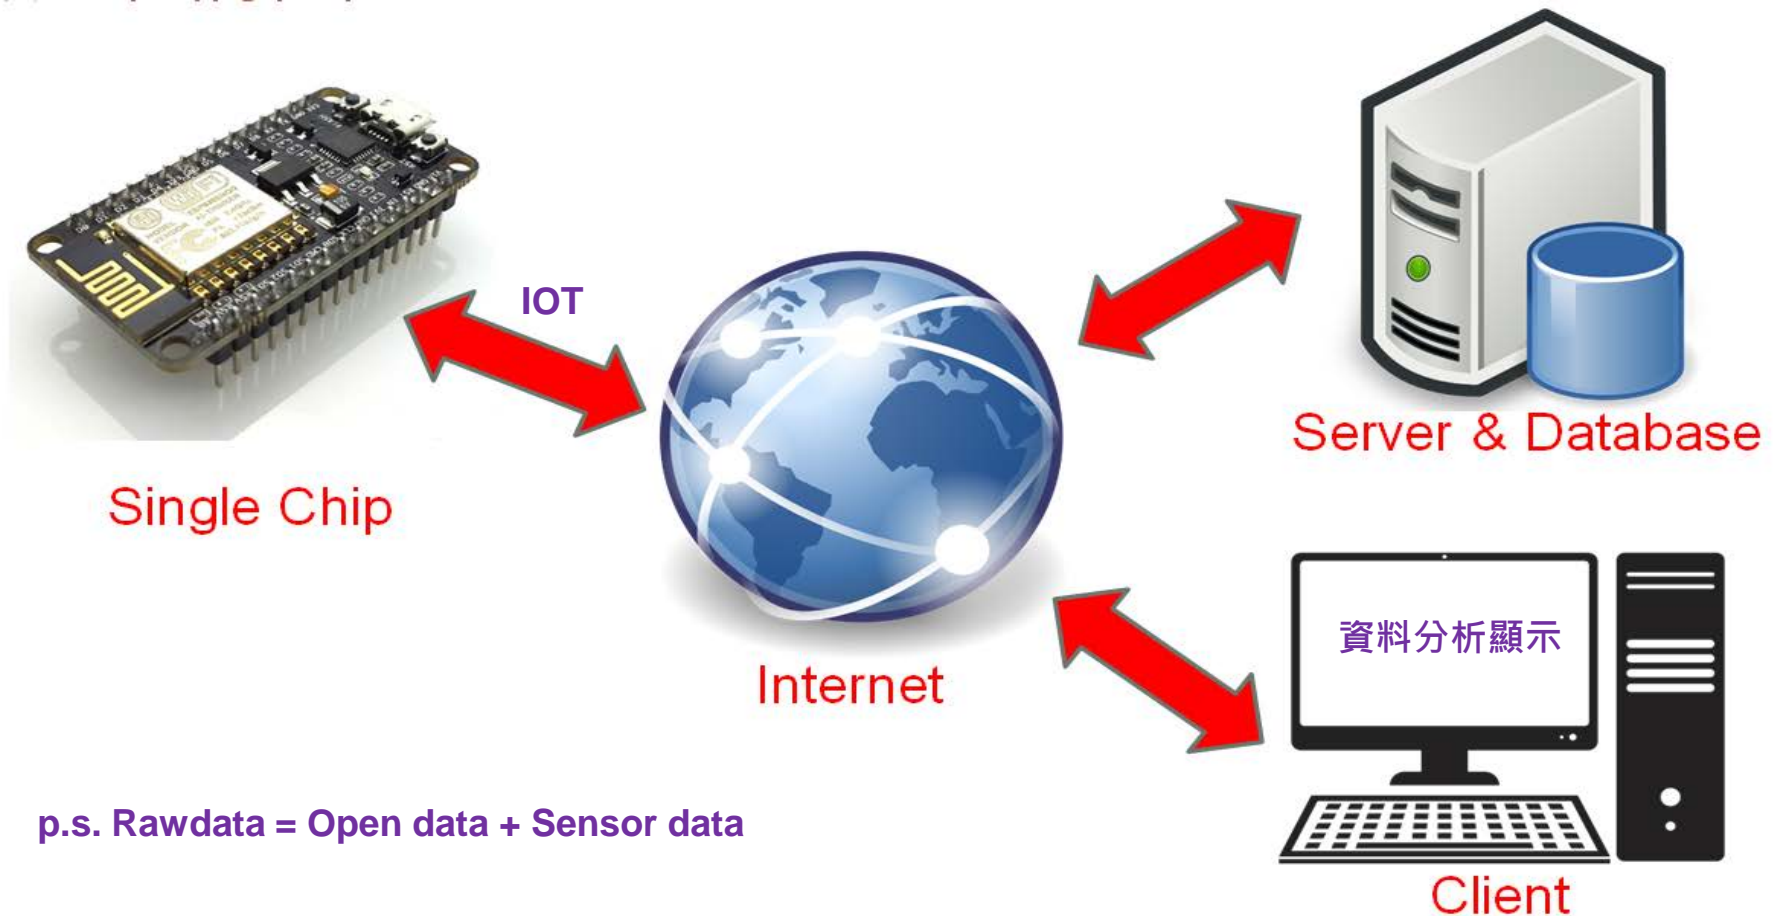 IOT
Single Chip
Server & Database
Internet
資料分析顯示
p.s. Rawdata = Open data + Sensor data
Client